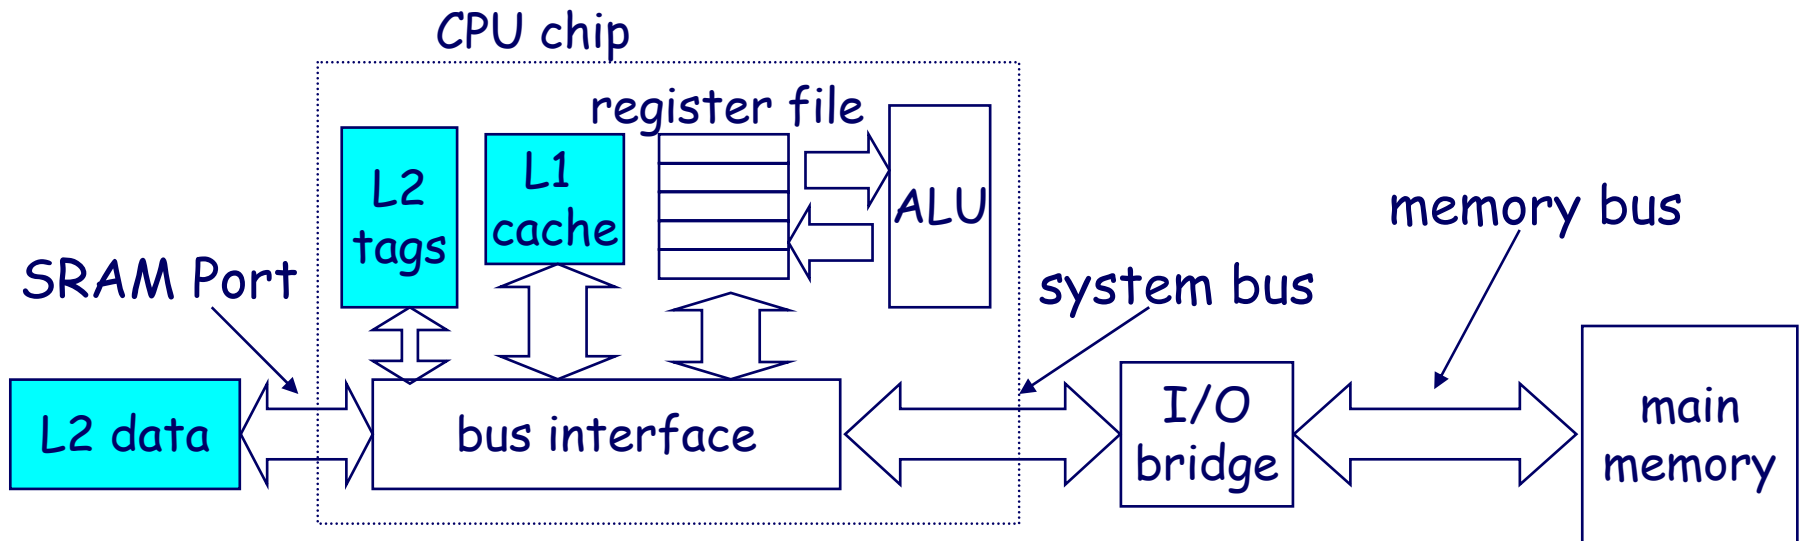 CPU chip
register file
L2
tags
L1
cache
ALU
memory bus
SRAM Port
system bus
L2 data
bus interface
I/O
bridge
main
memory